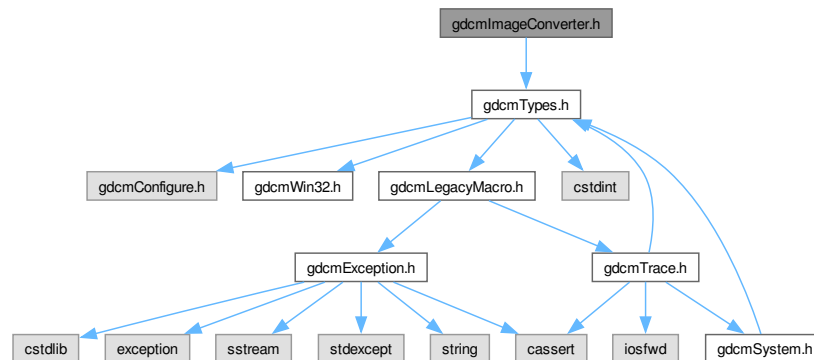 gdcmImageConverter.h
gdcmTypes.h
gdcmConfigure.h
gdcmWin32.h
gdcmLegacyMacro.h
cstdint
gdcmException.h
gdcmTrace.h
cstdlib
exception
sstream
stdexcept
string
cassert
iosfwd
gdcmSystem.h